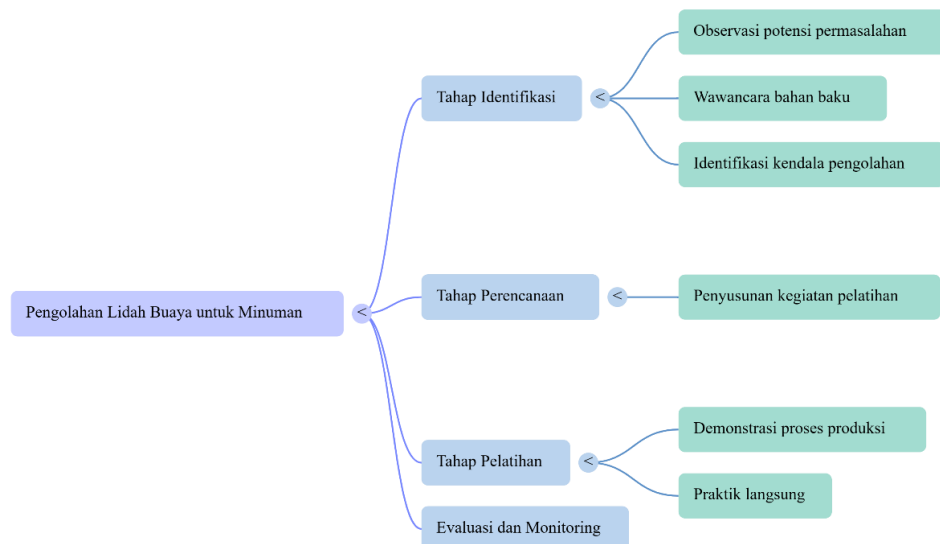 Pengolahan Lidah Buaya untuk Minuman
<
Tahap Identifikasi
<
Observasi potensi permasalahan
Wawancara bahan baku
Identifikasi kendala pengolahan
Tahap Perencanaan
<
Penyusunan kegiatan pelatihan
Tahap Pelatihan
<
Demonstrasi proses produksi
Praktik langsung
Evaluasi dan Monitoring